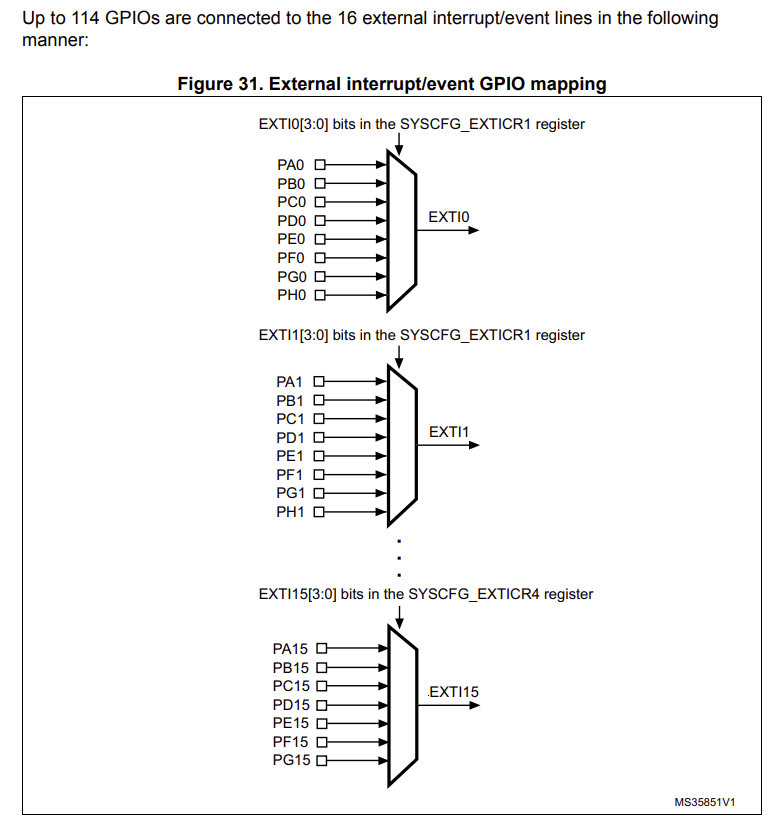 Up to 114 GPIOs are connected to the 16 external interrupt/event lines in the following
manner:
Figure 31. External interrupt/event GPIO mapping
EXTI0[3:0] bits in the SYSCFG_EXTICR1 register
PA0
PB0
PC0
PD0
PE0
PF0
PG0
PH0
EXTI0
EXTI1[3:0] bits in the SYSCFG_EXTICR1 register
PA1
PB1
PC1
PD1
PE1
PF1
PG1
PH1
EXTI1
EXTI15[3:0] bits in the SYSCFG_EXTICR4 register
PA15
PB15
PC15
PD15
PE15
PF15
PG15
EXTI15
MS35851V1